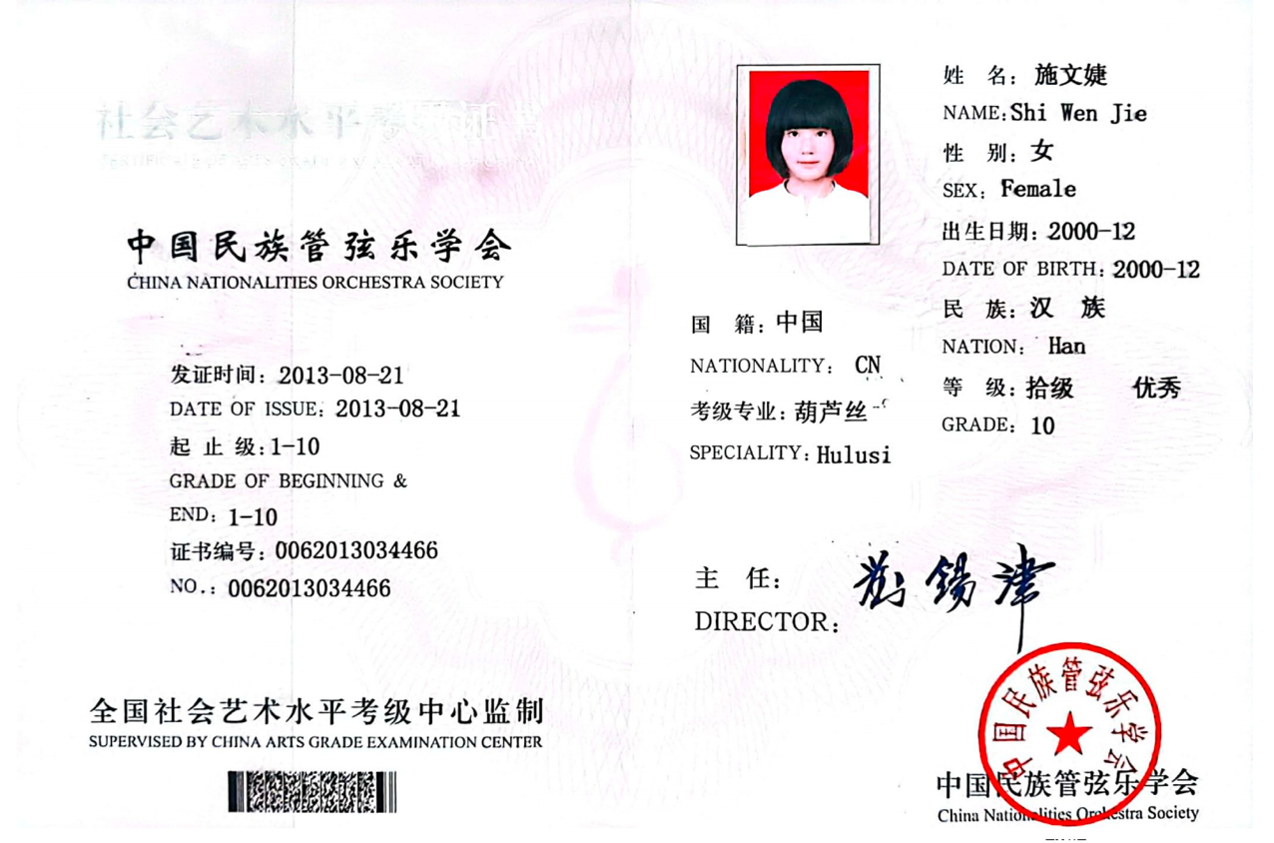 社会艺术水平考级证书
中国民族管弦乐学会
CHINA NATIONALITIES ORCHESTRA SOCIETY
发证时间: 2013-08-21
DATE OF ISSUE: 2013-08-21
起 止 级: 1-10
GRADE OF BEGINNING &
END: 1-10
证书编号: 0062013034466
NO.: 0062013034466
全国社会艺术水平考级中心监制
SUPERVISED BY CHINA ARTS GRADE EXAMINATION CENTER
姓 名: 施文婕
NAME: Shi Wen Jie
性 别: 女
SEX: Female
出生日期: 2000-12
DATE OF BIRTH: 2000-12
民 族: 汉 族
NATION: Han
等 级: 拾级 优秀
GRADE: 10
国 籍: 中国
NATIONALITY: CN
考级专业: 葫芦丝
SPECIALITY: Hulusi
主 任:
DIRECTOR:
中国民族管弦乐学会
中国民族管弦乐学会
China Nationalities Orchestra Society